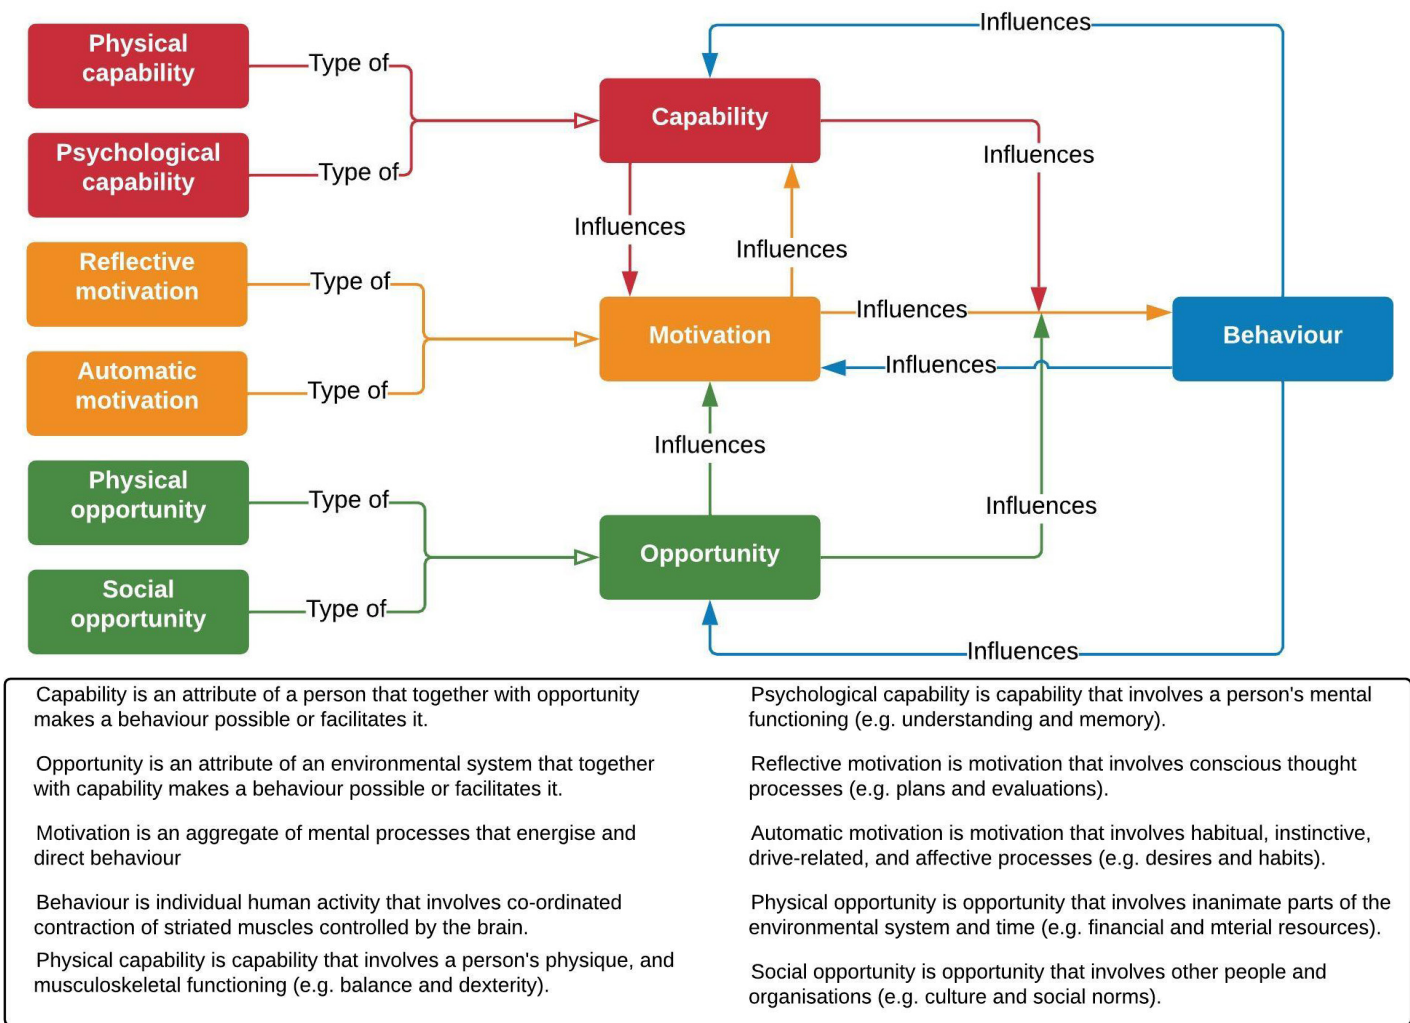 Influences
Physical
capability
Type of
Capability
Influences
Psychological
capability
Type of
Influences
Influences
Reflective
motivation
Type of
Influences
Motivation
Behaviour
Influences
Automatic
motivation
Type of
Influences
Physical
opportunity
Type of
Influences
Opportunity
Social
opportunity
Type of
Influences
Capability is an attribute of a person that together with opportunity
makes a behaviour possible or facilitates it.
Opportunity is an attribute of an environmental system that together
with capability makes a behaviour possible or facilitates it.
Motivation is an aggregate of mental processes that energise and
direct behaviour
Behaviour is individual human activity that involves co-ordinated
contraction of striated muscles controlled by the brain.
Physical capability is capability that involves a person's physique, and
musculoskeletal functioning (e.g. balance and dexterity).
Psychological capability is capability that involves a person's mental
functioning (e.g. understanding and memory).
Reflective motivation is motivation that involves conscious thought
processes (e.g. plans and evaluations).
Automatic motivation is motivation that involves habitual, instinctive,
drive-related, and affective processes (e.g. desires and habits).
Physical opportunity is opportunity that involves inanimate parts of the
environmental system and time (e.g. financial and mterial resources).
Social opportunity is opportunity that involves other people and
organisations (e.g. culture and social norms).